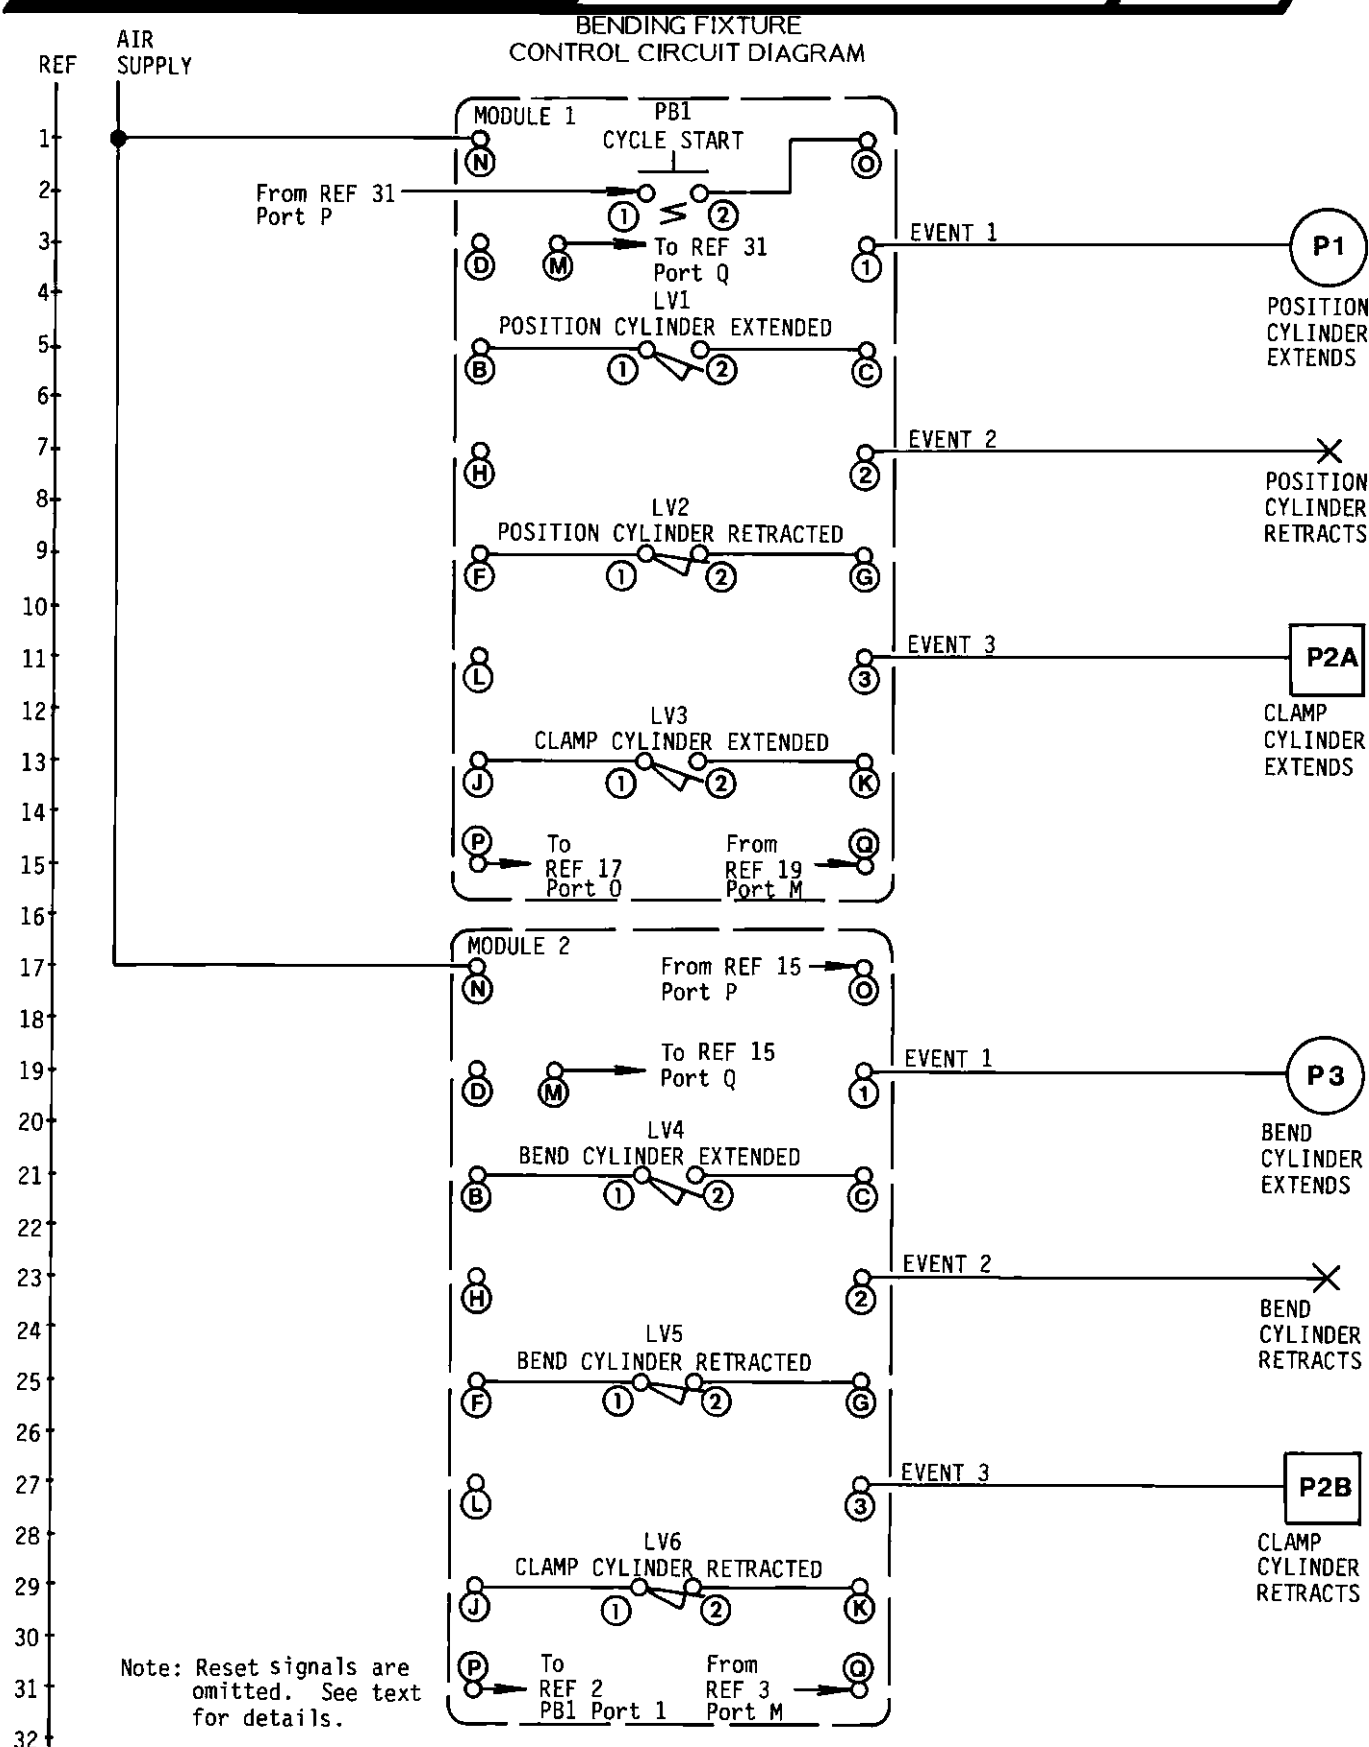 BENDING FIXTURE
CONTROL CIRCUIT DIAGRAM
REF
AIR
SUPPLY
1
2
3
4
5
6
7
8
9
10
11
12
13
14
15
16
17
18
19
20
21
22
23
24
25
26
27
28
29
30
31
32
MODULE 1
PB1
CYCLE START
N
O
From REF 31
Port P
1
2
D
M
To REF 31
Port Q
1
EVENT 1
P1
POSITION
CYLINDER
EXTENDS
LV1
POSITION CYLINDER EXTENDED
B
1
2
C
H
2
EVENT 2
POSITION
CYLINDER
RETRACTS
LV2
POSITION CYLINDER RETRACTED
F
1
2
G
L
3
EVENT 3
P2A
CLAMP
CYLINDER
EXTENDS
LV3
CLAMP CYLINDER EXTENDED
J
1
2
K
P
To
REF 17
Port O
From
REF 19
Port M
Q
MODULE 2
N
From REF 15
Port P
O
D
M
To REF 15
Port Q
1
EVENT 1
P3
BEND
CYLINDER
EXTENDS
LV4
BEND CYLINDER EXTENDED
B
1
2
C
H
2
EVENT 2
BEND
CYLINDER
RETRACTS
LV5
BEND CYLINDER RETRACTED
F
1
2
G
L
3
EVENT 3
P2B
CLAMP
CYLINDER
RETRACTS
LV6
CLAMP CYLINDER RETRACTED
J
1
2
K
P
To
REF 2
PB1 Port 1
From
REF 3
Port M
Q
Note: Reset signals are
omitted. See text
for details.